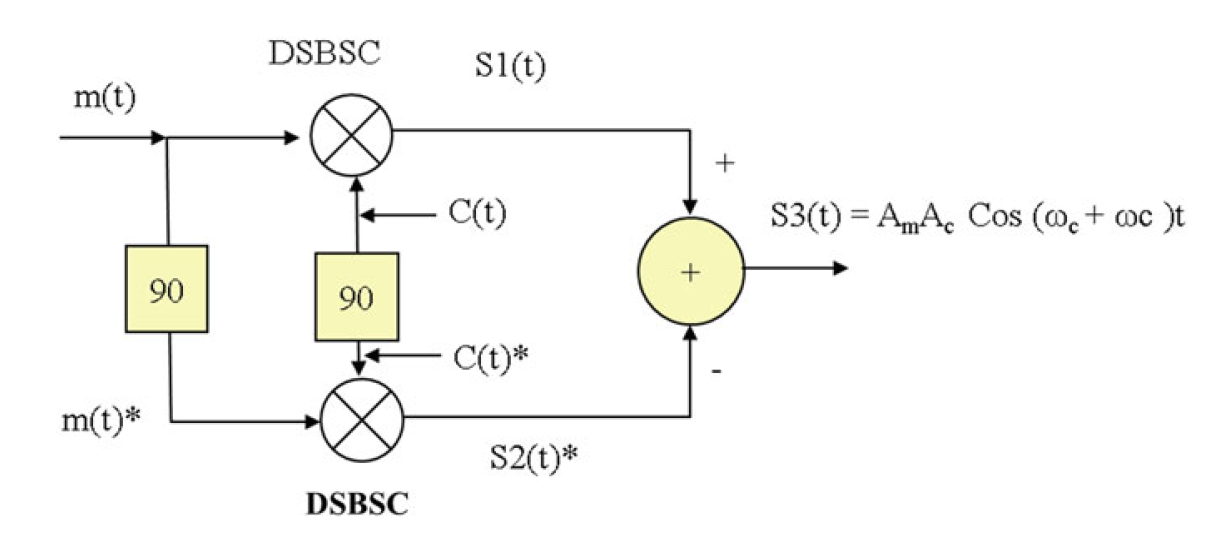 DSBSC
S1(t)
m(t)
+
C(t)
S3(t) = AmAc Cos (ωc + ωc )t
90
90
+
C(t)*
-
m(t)*
S2(t)*
DSBSC